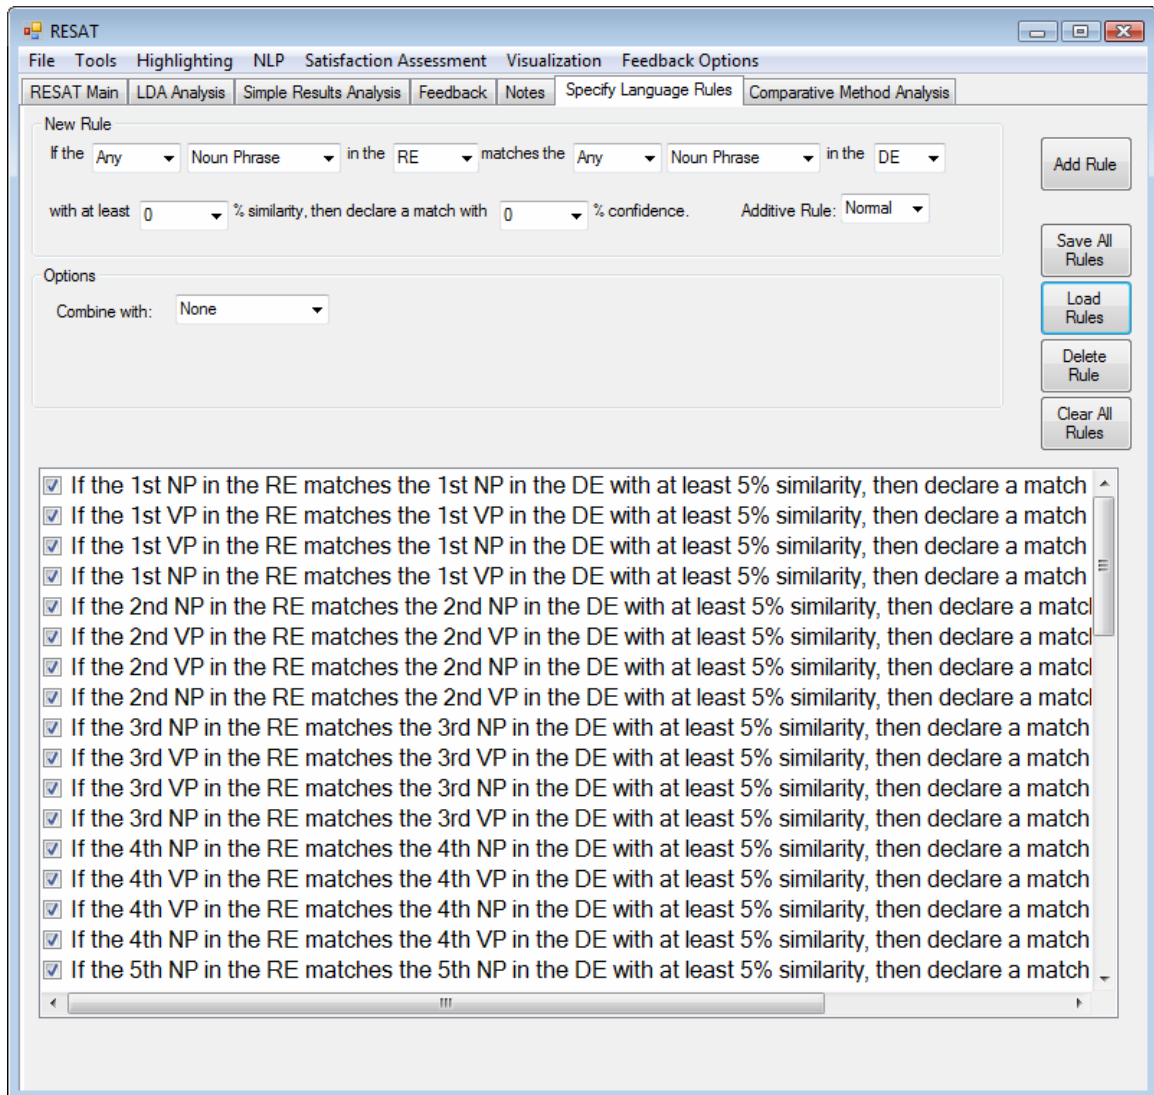 RESAT
File Tools Highlighting NLP Satisfaction Assessment Visualization Feedback Options
RESAT Main LDA Analysis Simple Results Analysis Feedback Notes Specify Language Rules Comparative Method Analysis
New Rule
If the Any Noun Phrase in the RE matches the Any Noun Phrase in the DE
Add Rule
with at least 0 % similarity, then declare a match with 0 % confidence. Additive Rule: Normal
Save All
Rules
Options
Combine with: None
Load
Rules
Delete
Rule
Clear All
Rules
If the 1st NP in the RE matches the 1st NP in the DE with at least 5% similarity, then declare a match
If the 1st VP in the RE matches the 1st VP in the DE with at least 5% similarity, then declare a match
If the 1st VP in the RE matches the 1st NP in the DE with at least 5% similarity, then declare a match
If the 1st NP in the RE matches the 1st VP in the DE with at least 5% similarity, then declare a match
If the 2nd NP in the RE matches the 2nd NP in the DE with at least 5% similarity, then declare a match
If the 2nd VP in the RE matches the 2nd VP in the DE with at least 5% similarity, then declare a match
If the 2nd VP in the RE matches the 2nd NP in the DE with at least 5% similarity, then declare a match
If the 2nd NP in the RE matches the 2nd VP in the DE with at least 5% similarity, then declare a match
If the 3rd NP in the RE matches the 3rd NP in the DE with at least 5% similarity, then declare a match
If the 3rd VP in the RE matches the 3rd VP in the DE with at least 5% similarity, then declare a match
If the 3rd VP in the RE matches the 3rd NP in the DE with at least 5% similarity, then declare a match
If the 3rd NP in the RE matches the 3rd VP in the DE with at least 5% similarity, then declare a match
If the 4th NP in the RE matches the 4th NP in the DE with at least 5% similarity, then declare a match
If the 4th VP in the RE matches the 4th VP in the DE with at least 5% similarity, then declare a match
If the 4th VP in the RE matches the 4th NP in the DE with at least 5% similarity, then declare a match
If the 4th NP in the RE matches the 4th VP in the DE with at least 5% similarity, then declare a match
If the 5th NP in the RE matches the 5th NP in the DE with at least 5% similarity, then declare a match